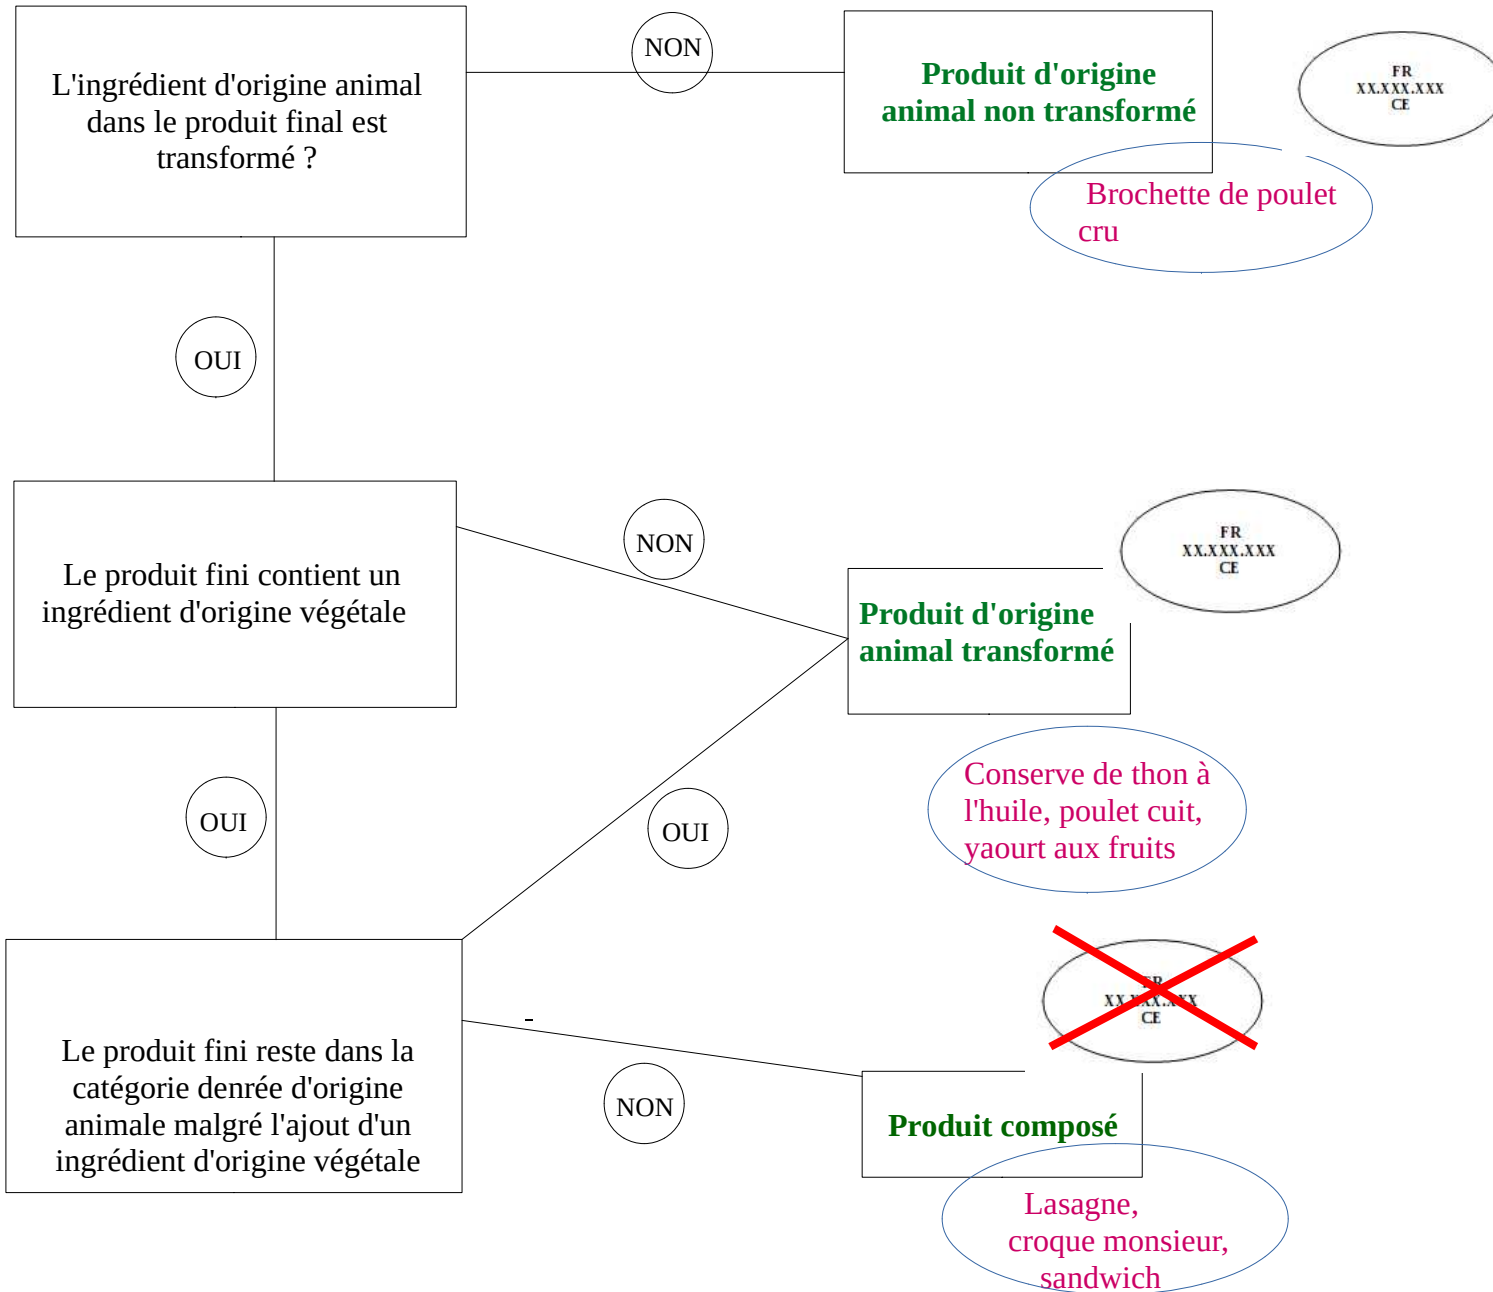 L'ingrédient d'origine animal
dans le produit final est
transformé ?
NON
Produit d'origine
animal non transformé
FR
XX.XXX.XXX
CE
Brochette de poulet
cru
OUI
Le produit fini contient un
ingrédient d'origine végétale
NON
Produit d'origine
animal transformé
FR
XX.XXX.XXX
CE
Conserve de thon à
l'huile, poulet cuit,
yaourt aux fruits
OUI
OUI
Le produit fini reste dans la
catégorie denrée d'origine
animale malgré l'ajout d'un
ingrédient d'origine végétale
-
NON
FR
XX.XXX.XXX
CE
Produit composé
Lasagne,
croque monsieur,
sandwich